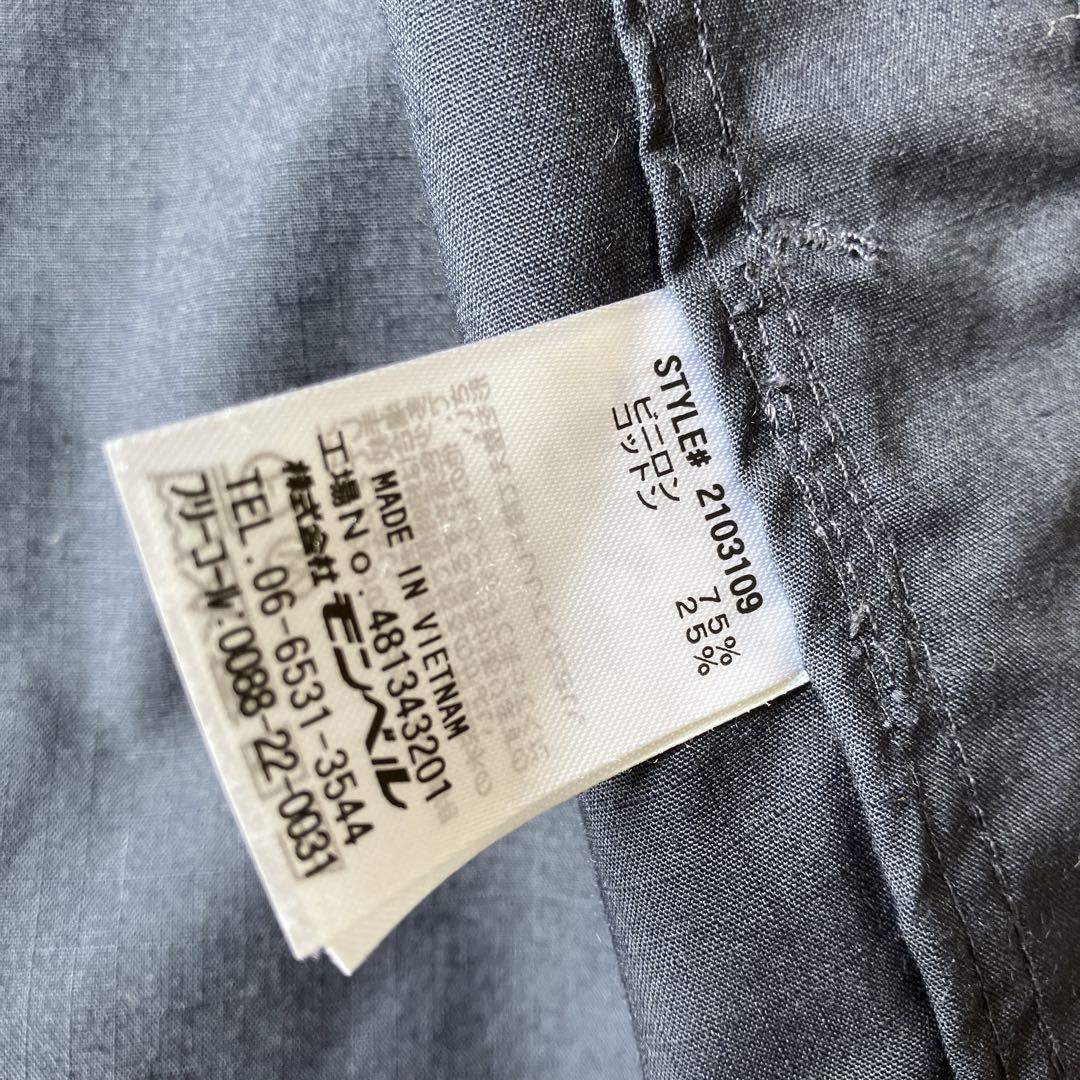 STYLE# 2103109
ビニロン 75%
コットン 25%
MADE IN VIETNAM
工場No. 481343201
株式会社モンベル
TEL.06-6531-3544
フリーコール:0088-22-0031